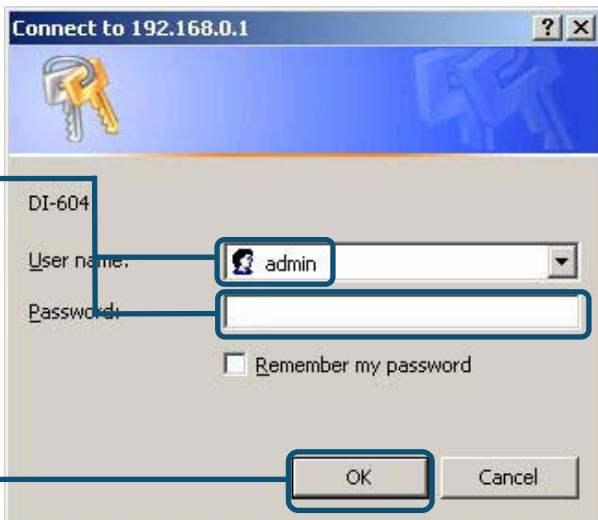 Connect to 192.168.0.1
DI-604
User name:
admin
Password:
Remember my password
OK
Cancel